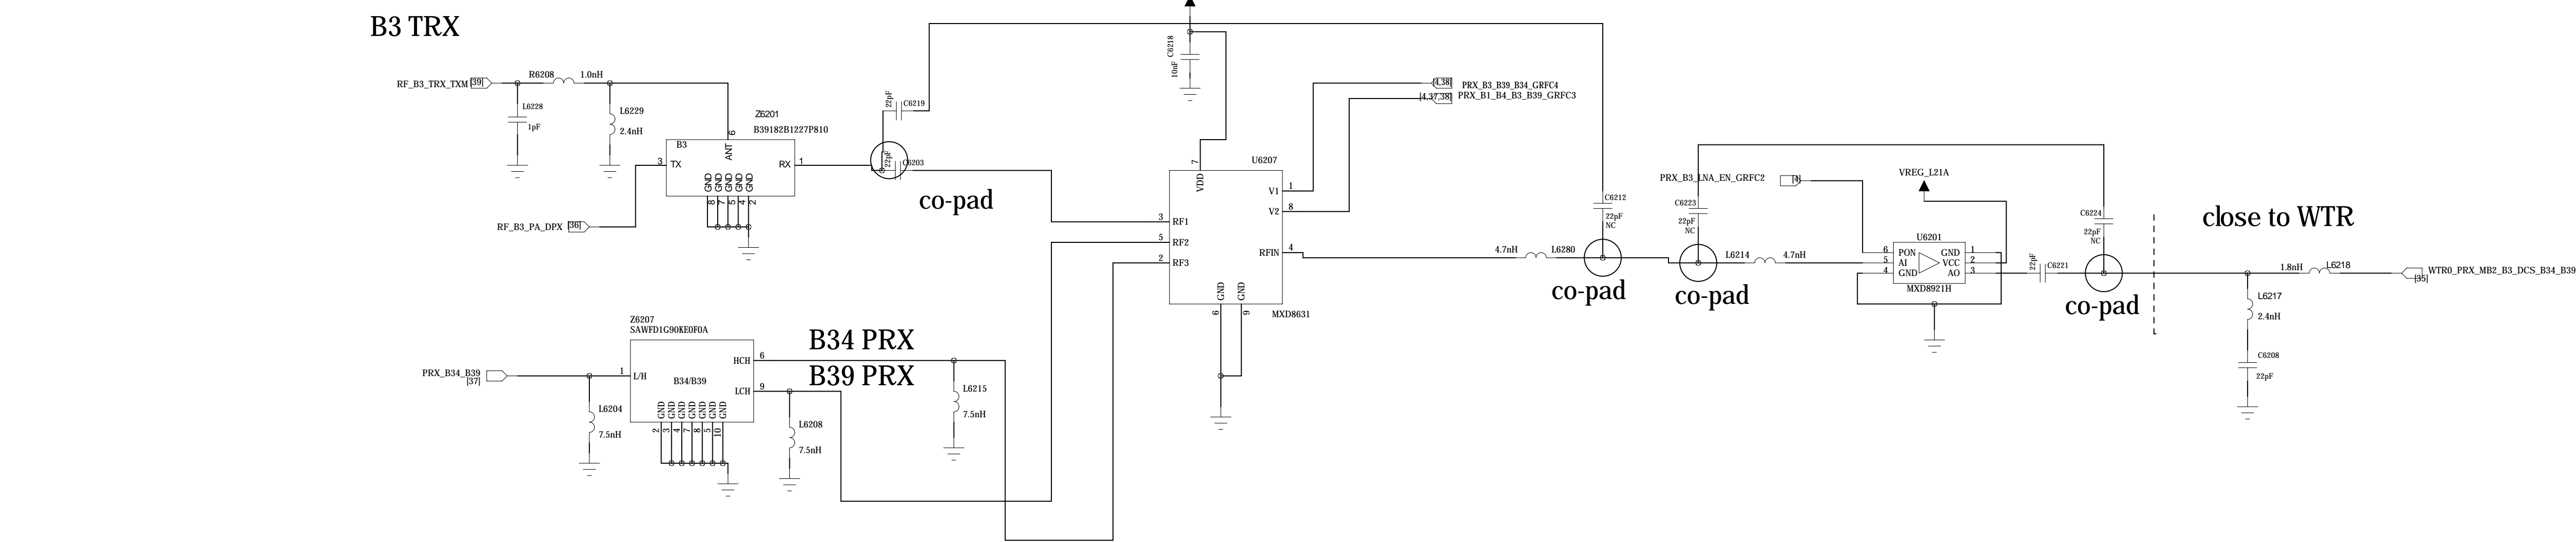 B3 TRX
RF_B3_TRX_TXM
[39]
R6208
1.0nH
L6228
1pF
L6229
2.4nH
Z6201
B39182B1227P810
B3
6
ANT
3
TX
RX
1
GND
GND
GND
GND
GND
8
7
5
4
2
RF_B3_PA_DPX
[36]
22pF
C6219
22pF
C6203
co-pad
C6218
10nF
[4,38]
PRX_B3_B39_B34_GRFC4
[4,37,38]
PRX_B1_B4_B3_B39_GRFC3
U6207
7
VDD
V1
1
V2
8
3
RF1
5
RF2
2
RF3
RFIN
4
GND
GND
6
9
MXD8631
4.7nH
L6280
C6212
22pF
NC
co-pad
C6223
22pF
NC
co-pad
L6214
4.7nH
PRX_B3_LNA_EN_GRFC2
[4]
VREG_L21A
U6201
6
PON
GND
1
5
AI
VCC
2
4
GND
AO
3
MXD8921H
22pF
C6221
C6224
22pF
NC
co-pad
close to WTR
1.8nH
L6218
WTR0_PRX_MB2_B3_DCS_B34_B39
[35]
L6217
2.4nH
C6208
22pF
Z6207
SAWFD1G90KE0F0A
PRX_B34_B39
[37]
1
L/H
B34/B39
HCH
6
LCH
9
GND
GND
GND
GND
GND
GND
GND
2
3
4
7
8
5
10
L6204
7.5nH
B34 PRX
B39 PRX
L6208
7.5nH
L6215
7.5nH